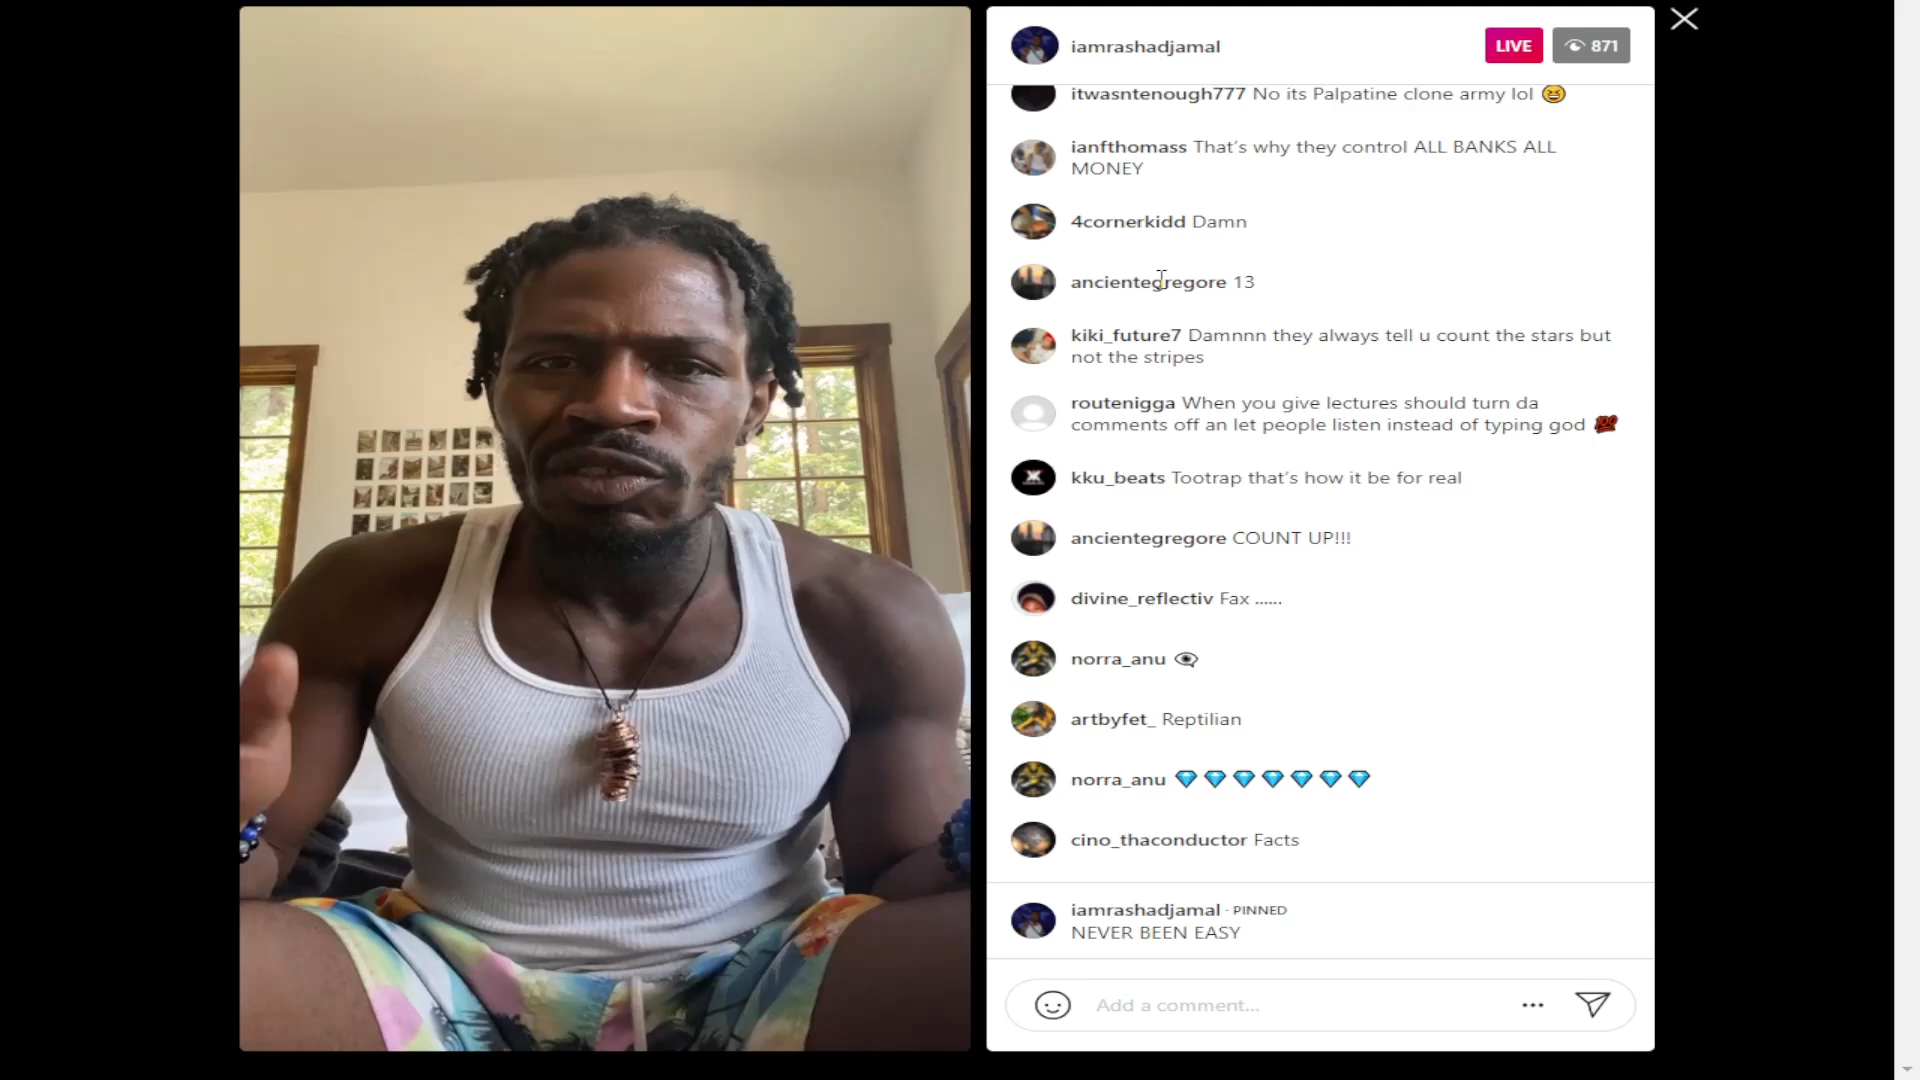 iamrashadjamal
LIVE
871
itwasntenough777 No its Palpatine clone army lol 😆
ianfthomass That's why they control ALL BANKS ALL
MONEY
4cornerkidd Damn
ancientegregore 13
kiki_future7 Damnnn they always tell u count the stars but
not the stripes
routenigga When you give lectures should turn da
comments off an let people listen instead of typing god 💯
kku_beats Tootrap that's how it be for real
ancientegregore COUNT UP!!!
divine_reflectiv Fax ......
norra_anu 👁️‍🗨️
artbyfet_ Reptilian
norra_anu 💎💎💎💎💎💎💎
cino_thaconductor Facts
iamrashadjamal · PINNED
NEVER BEEN EASY
Add a comment...